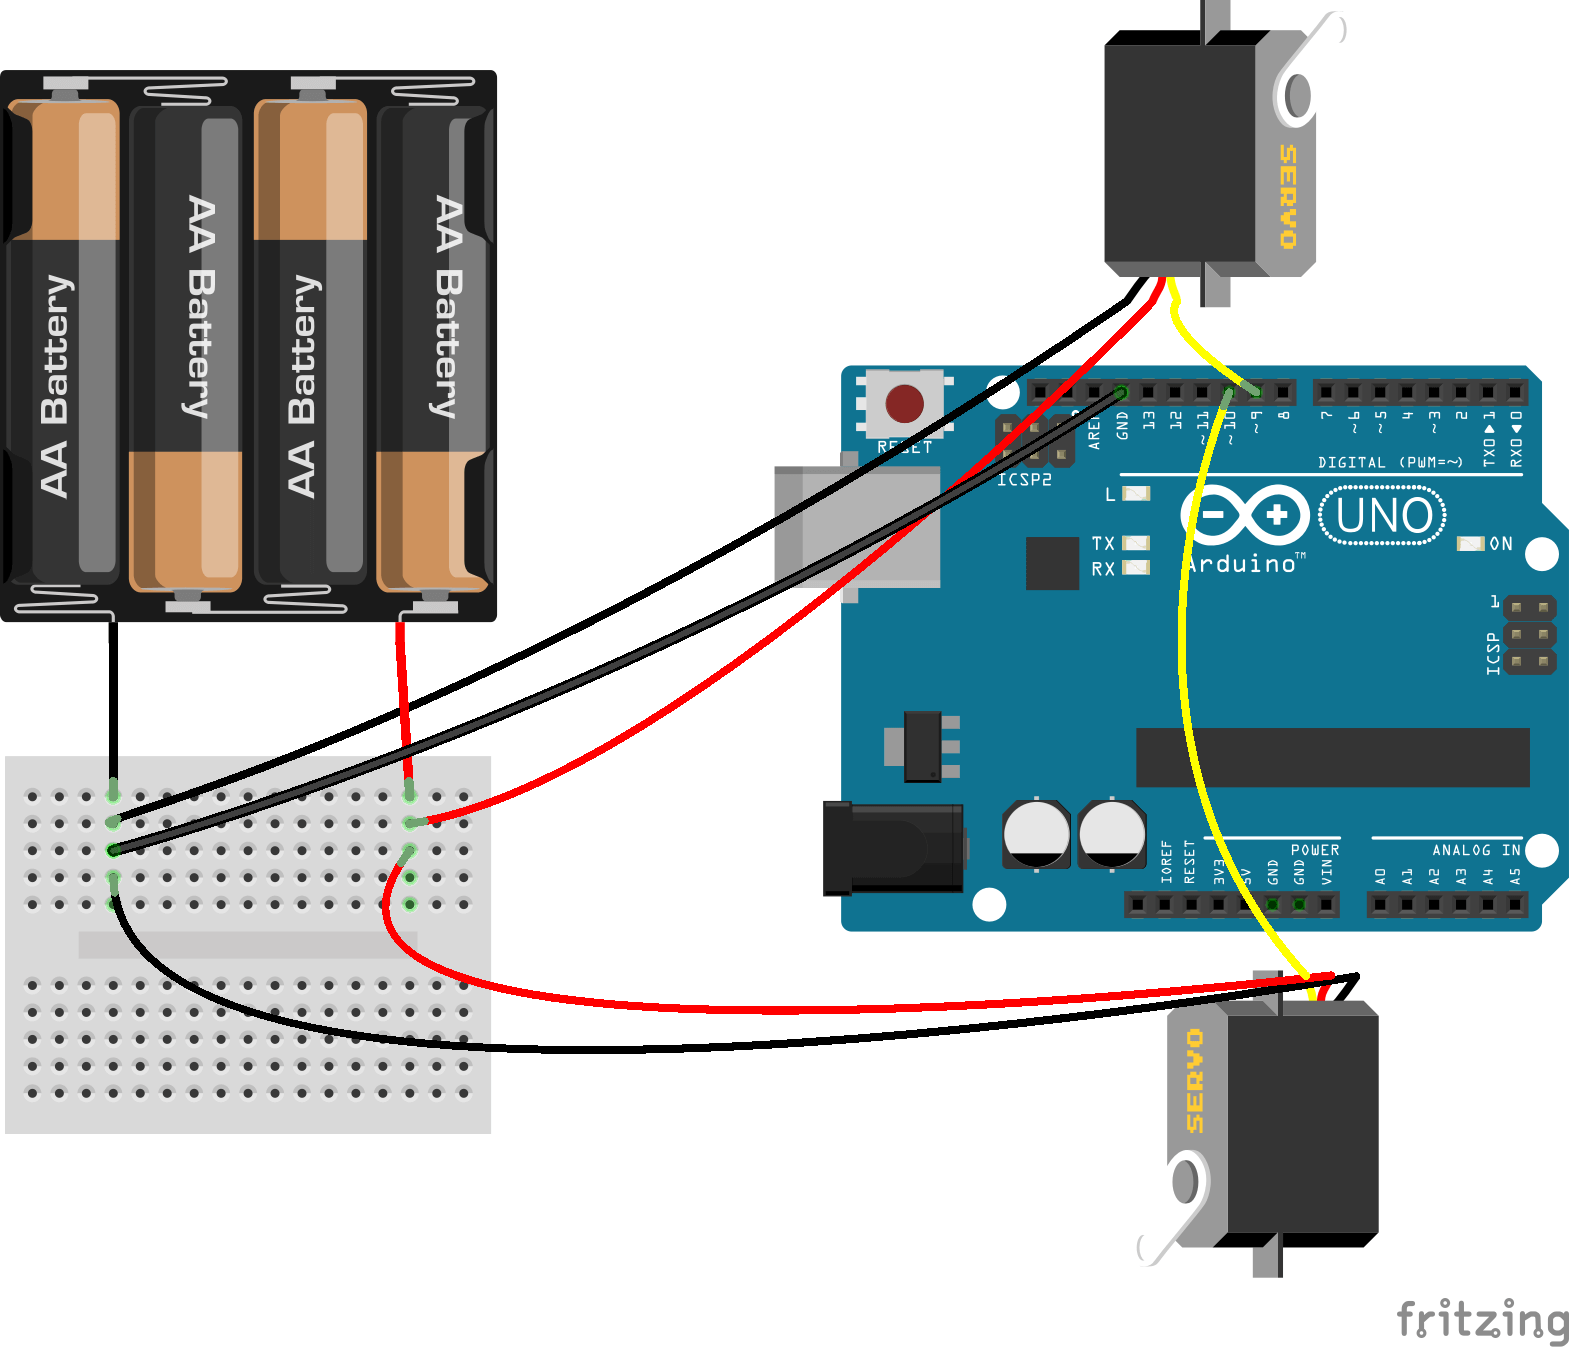 AA Battery
AA Battery
AA Battery
AA Battery
SERVO
RESET
ICSP2
AREF
GND
13
12
~11
~10
~9
8
7
~6
~5
4
~3
2
TX0▶1
RX0◀0
DIGITAL (PWM=~)
L
TX
RX
Arduino™
UNO
ON
1
ICSP
IOREF
RESET
3V3
5V
GND
GND
VIN
POWER
ANALOG IN
A0
A1
A2
A3
A4
A5
SERVO
fritzing